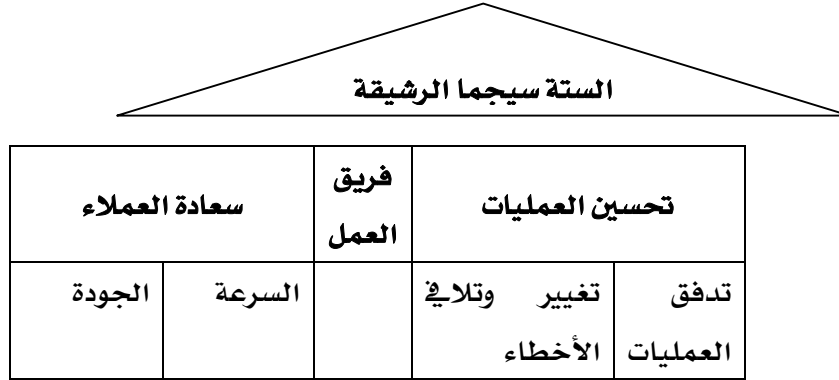 الستة سيجما الرشيقة
تحسين العمليات
فريق
العمل
سعادة العملاء
تدفق
العمليات
تغيير وتلافي
الأخطاء
السرعة
الجودة